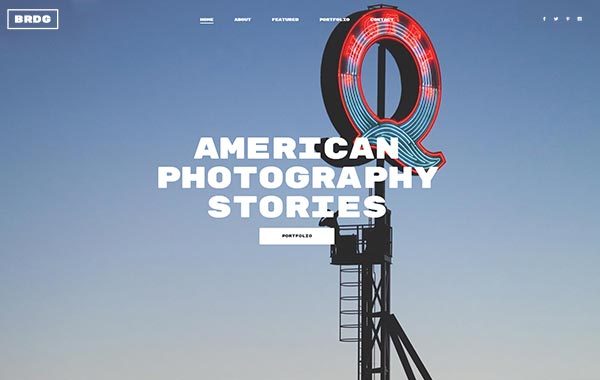 BRDG
HOME ABOUT FEATURED PORTFOLIO CONTACT
Q
AMERICAN
PHOTOGRAPHY
STORIES
PORTFOLIO